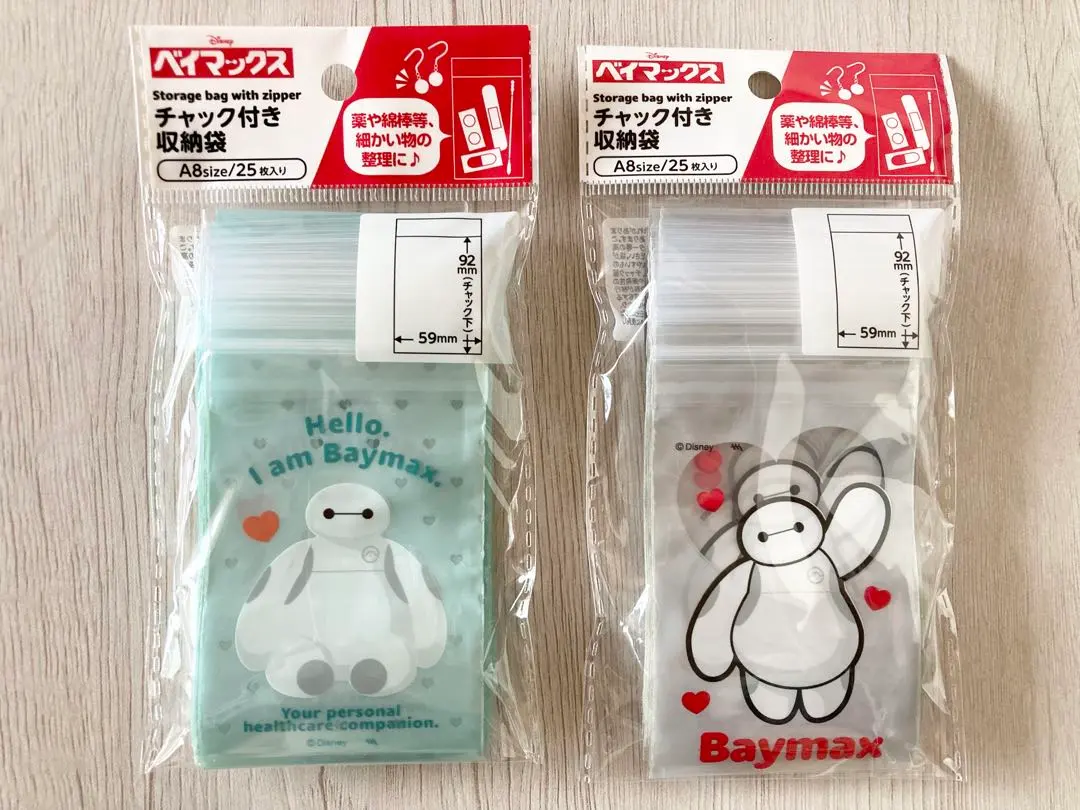 Disney
ベイマックス
Storage bag with zipper
チャック付き
収納袋
A8size/25枚入り
薬や綿棒等、
細かい物の
整理に♪
92
mm
(チャック下)
59mm
Hello.
I am Baymax.
Your personal
healthcare companion.
©Disney
Disney
ベイマックス
Storage bag with zipper
チャック付き
収納袋
A8size/25枚入り
薬や綿棒等、
細かい物の
整理に♪
92
mm
(チャック下)
59mm
©Disney
Baymax